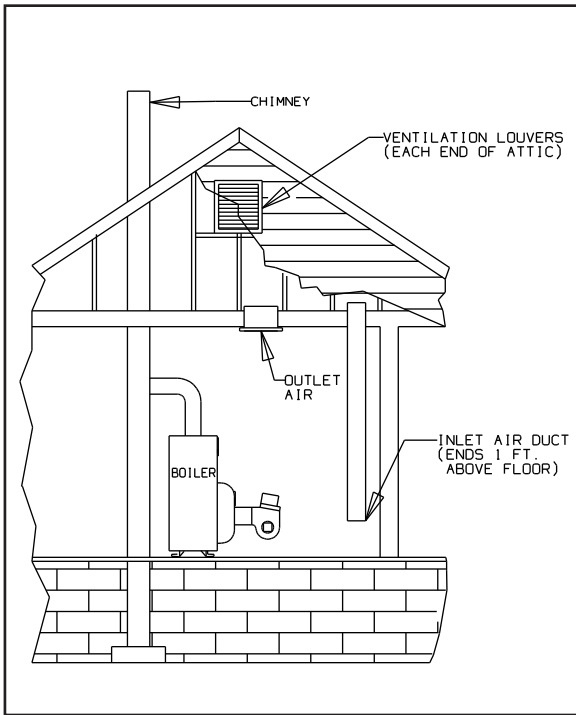 CHIMNEY
VENTILATION LOUVERS
(EACH END OF ATTIC)
OUTLET
AIR
BOILER
INLET AIR DUCT
(ENDS 1 FT.
ABOVE FLOOR)